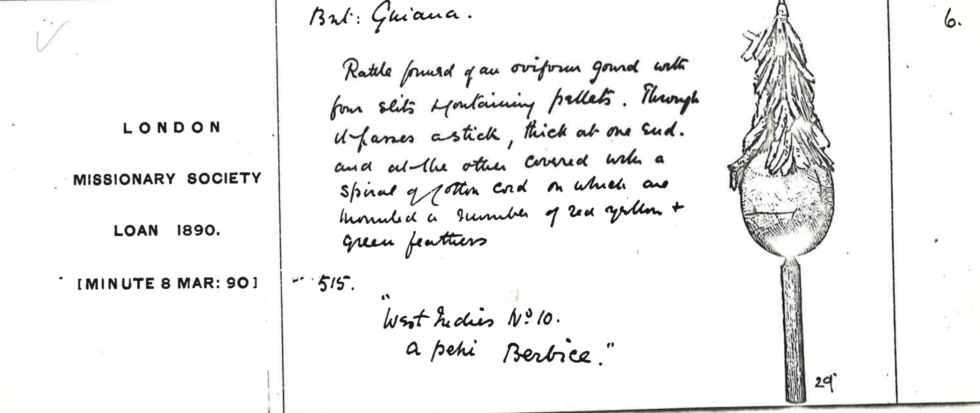 Brit: Guiana.
6.
Rattle formed of an oviform gourd with
four slits & containing pellets. Through
it passes a stick, thick at one end.
and at the other covered with a
spiral of cotton cord on which are
mounted a number of red yellow +
green feathers
LONDON
MISSIONARY SOCIETY
LOAN 1890.
[MINUTE 8 MAR: 90]
515.
"West Indies No 10.
a pehi Berbice."
29"